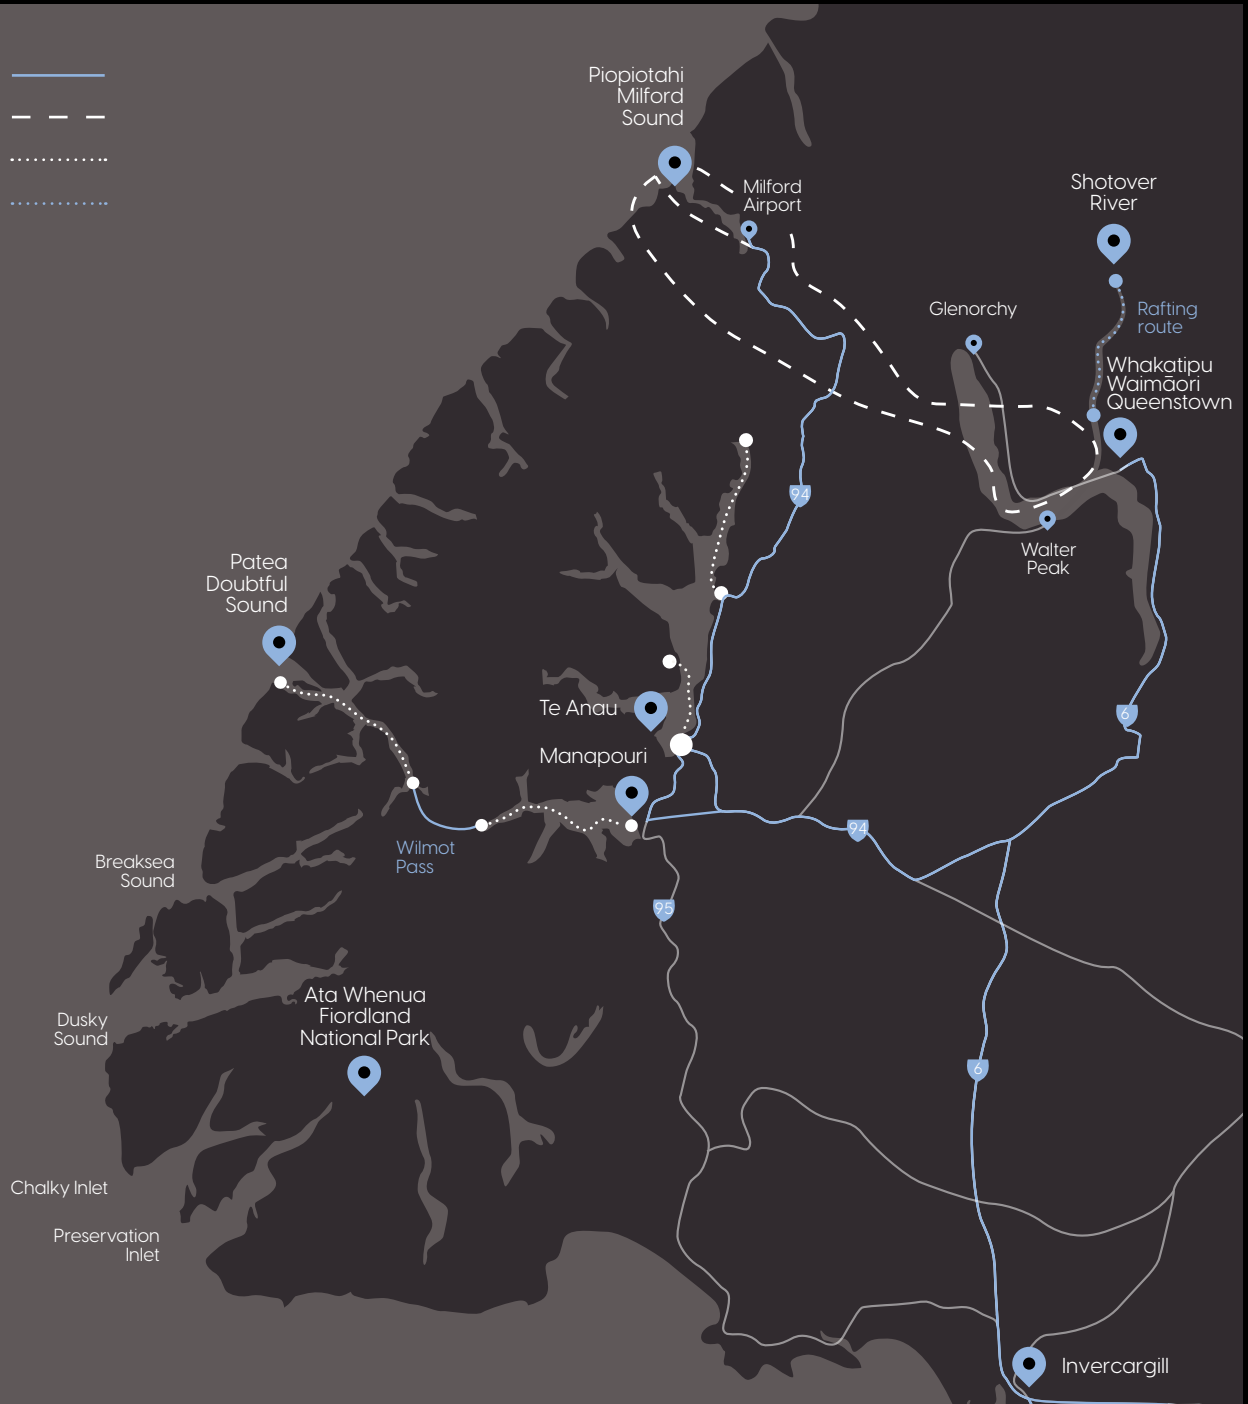 Piopiotahi
Milford
Sound
Milford
Airport
Shotover
River
Glenorchy
Rafting
route
Whakatipu
Waimāori
Queenstown
94
Walter
Peak
Patea
Doubtful
Sound
Te Anau
6
Manapouri
94
Wilmot
Pass
Breaksea
Sound
95
Ata Whenua
Fiordland
National Park
Dusky
Sound
6
Chalky Inlet
Preservation
Inlet
Invercargill